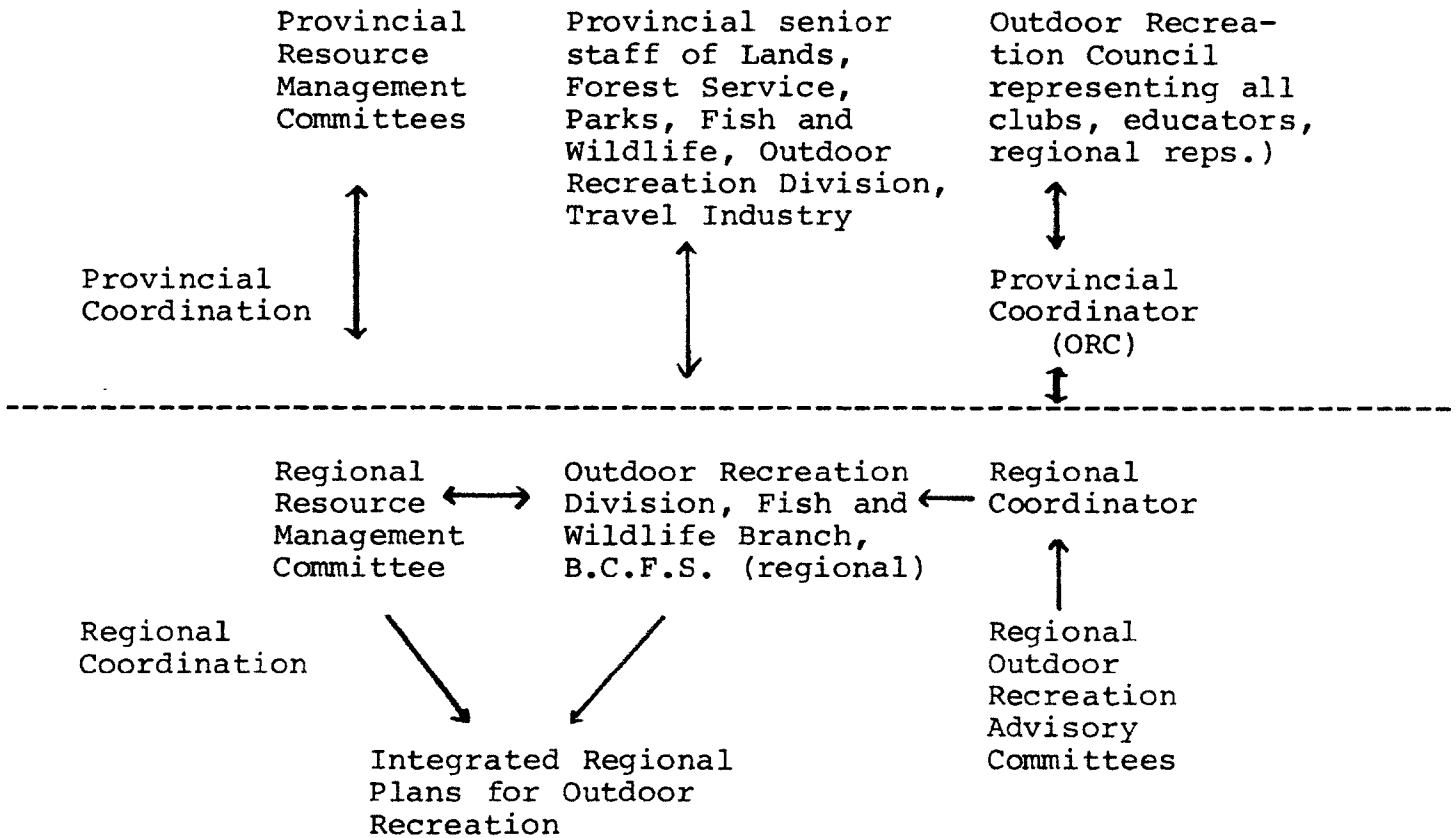 Provincial
Resource
Management
Committees
Provincial senior
staff of Lands,
Forest Service,
Parks, Fish and
Wildlife, Outdoor
Recreation Division,
Travel Industry
Outdoor Recrea-
tion Council
representing all
clubs, educators,
regional reps.)
Provincial
Coordination
Provincial
Coordinator
(ORC)
Regional
Resource
Management
Committee
Outdoor Recreation
Division, Fish and
Wildlife Branch,
B.C.F.S. (regional)
Regional
Coordinator
Regional
Coordination
Regional
Outdoor
Recreation
Advisory
Committees
Integrated Regional
Plans for Outdoor
Recreation